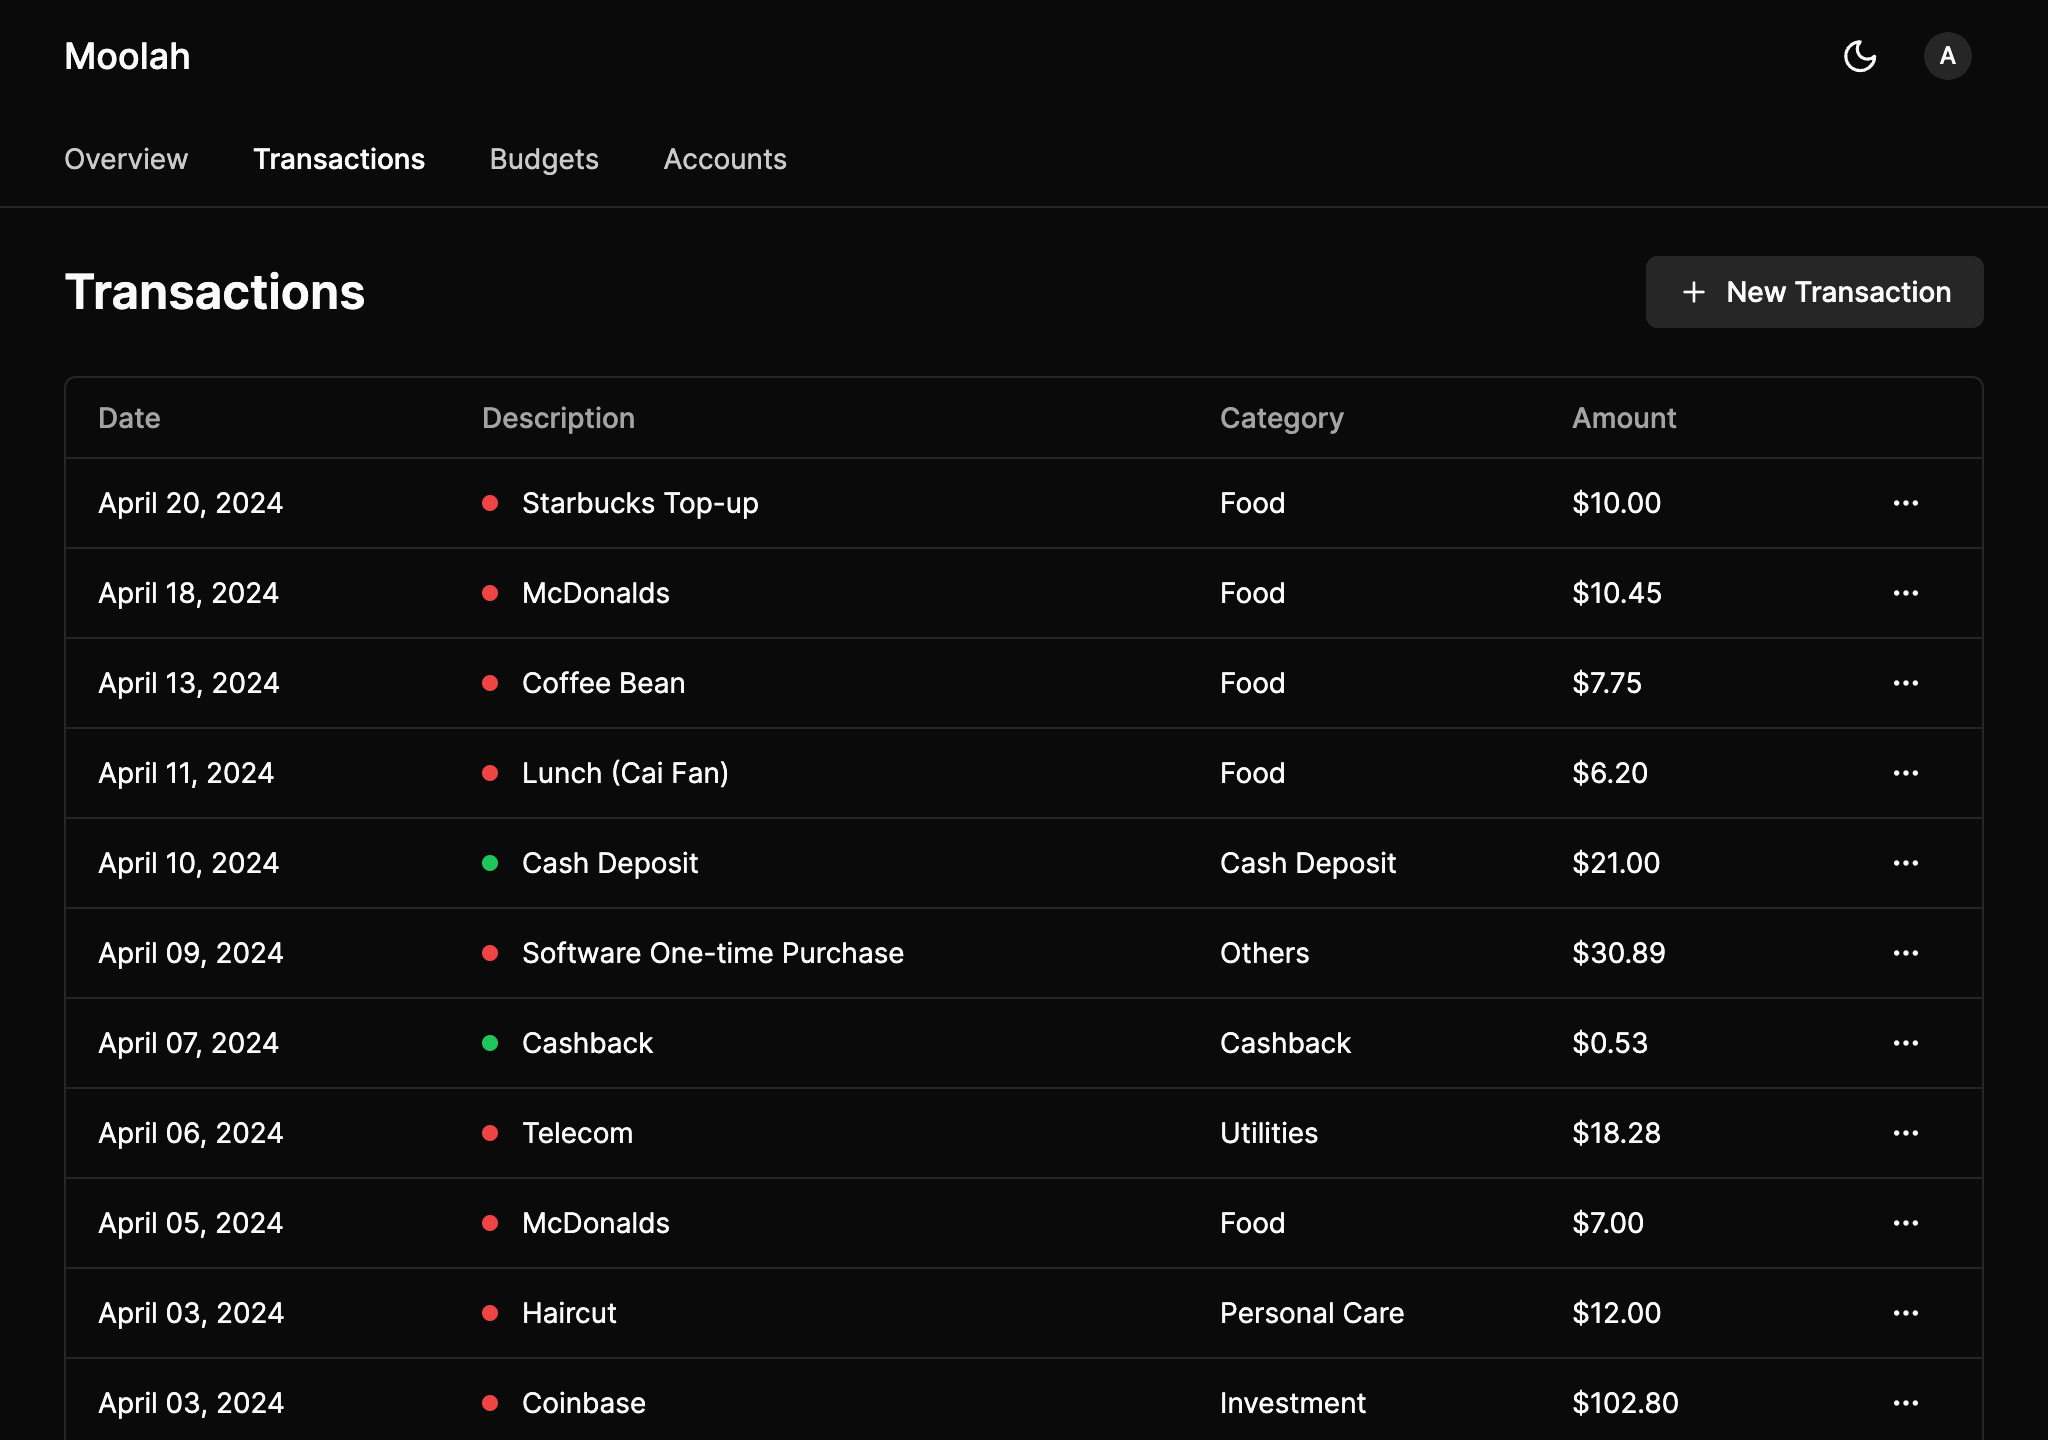 Moolah
A
Overview Transactions Budgets Accounts
Transactions
+ New Transaction
Date Description Category Amount
April 20, 2024 Starbucks Top-up Food $10.00
April 18, 2024 McDonalds Food $10.45
April 13, 2024 Coffee Bean Food $7.75
April 11, 2024 Lunch (Cai Fan) Food $6.20
April 10, 2024 Cash Deposit Cash Deposit $21.00
April 09, 2024 Software One-time Purchase Others $30.89
April 07, 2024 Cashback Cashback $0.53
April 06, 2024 Telecom Utilities $18.28
April 05, 2024 McDonalds Food $7.00
April 03, 2024 Haircut Personal Care $12.00
April 03, 2024 Coinbase Investment $102.80